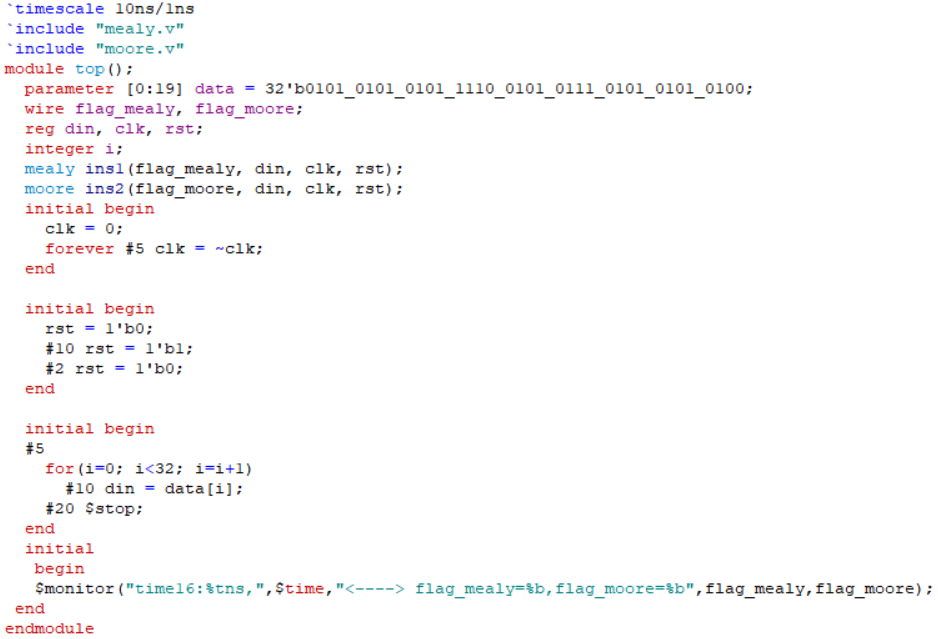 `timescale 10ns/1ns
`include "mealy.v"
`include "moore.v"
module top();
  parameter [0:19] data = 32'b0101_0101_0101_1110_0101_0111_0101_0101_0100;
  wire flag_mealy, flag_moore;
  reg din, clk, rst;
  integer i;
  mealy ins1(flag_mealy, din, clk, rst);
  moore ins2(flag_moore, din, clk, rst);
  initial begin
    clk = 0;
    forever #5 clk = ~clk;
  end

  initial begin
    rst = 1'b0;
    #10 rst = 1'b1;
    #2 rst = 1'b0;
  end

  initial begin
  #5
    for(i=0; i<32; i=i+1)
      #10 din = data[i];
    #20 $stop;
  end
  initial
   begin
   $monitor("time16:%tns,",$time,"<----> flag_mealy=%b,flag_moore=%b",flag_mealy,flag_moore);
 end
endmodule